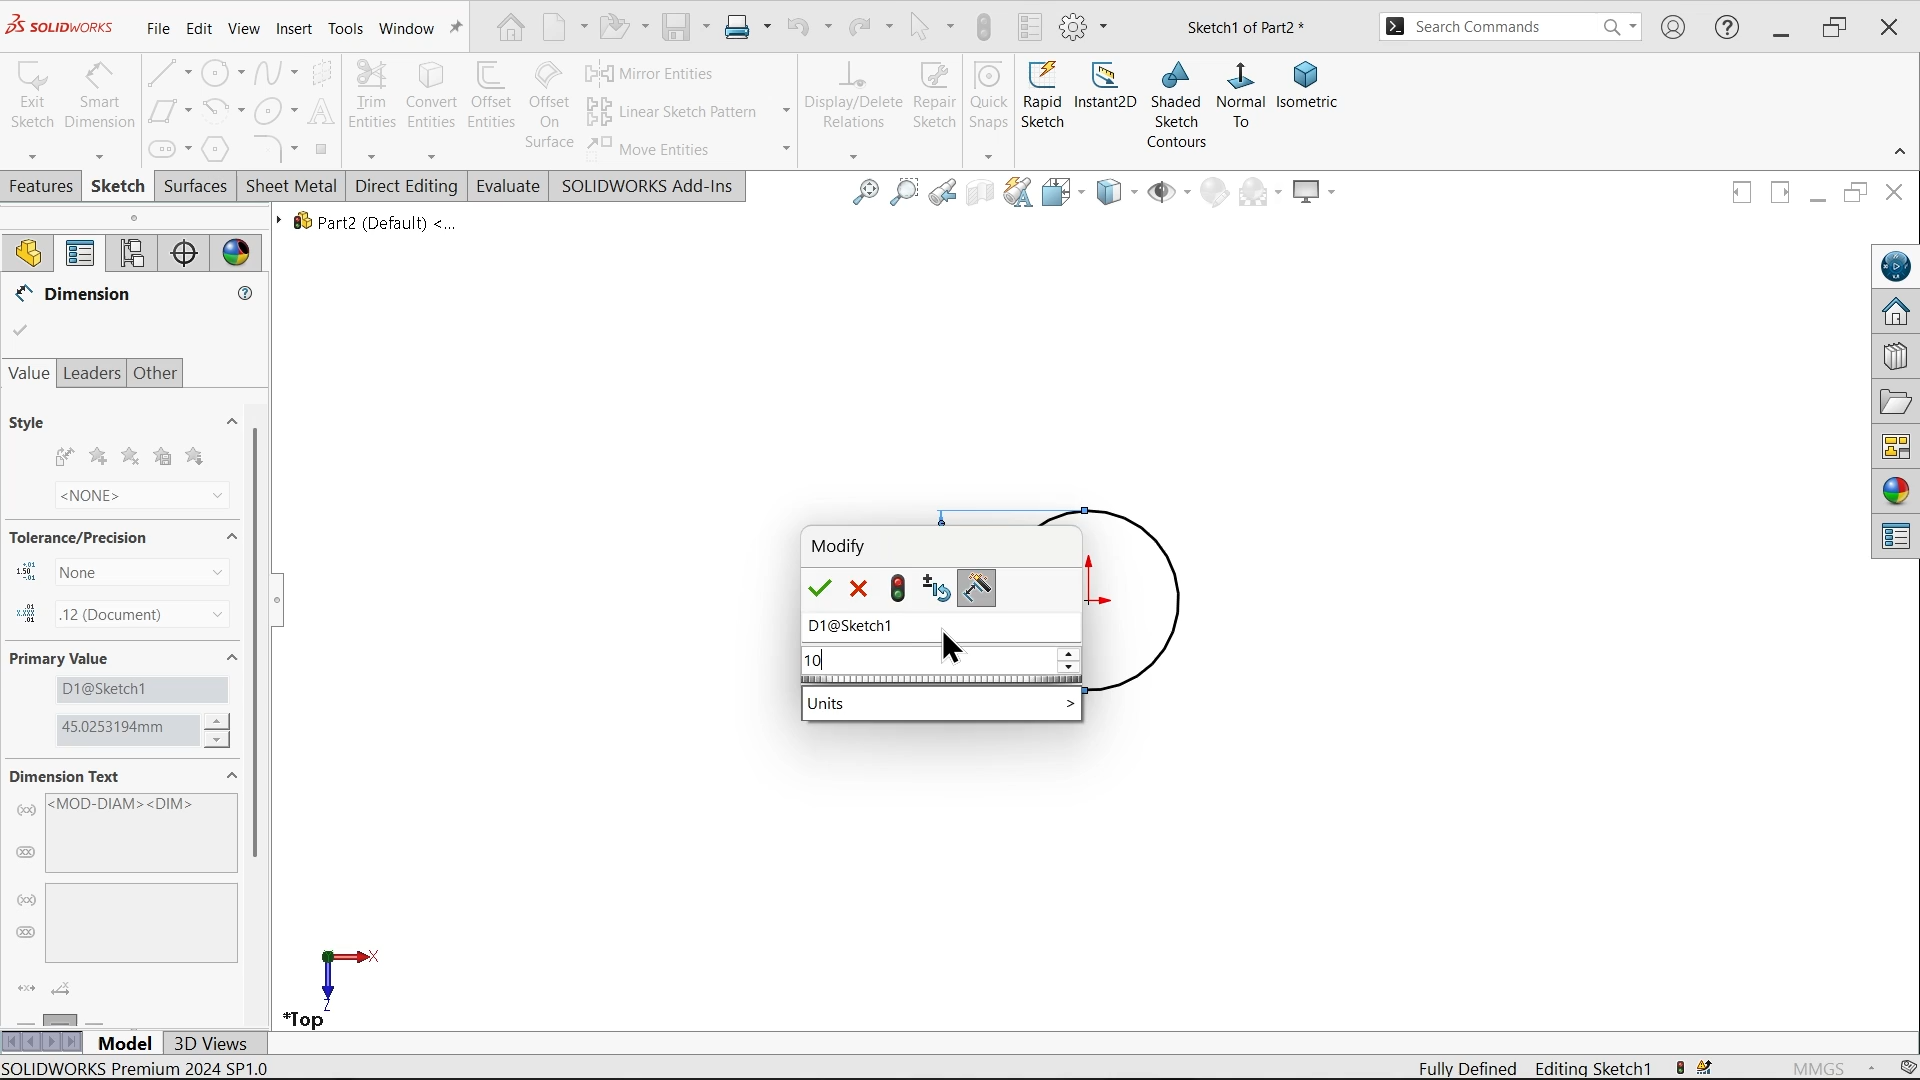 SOLIDWORKS
File Edit View Insert Tools Window
Sketch1 of Part2 *
Search Commands
Exit Sketch
Smart Dimension
Trim Entities
Convert Entities
Offset Entities
Offset On Surface
Mirror Entities
Linear Sketch Pattern
Move Entities
Display/Delete Relations
Repair Sketch
Quick Snaps
Rapid Sketch
Instant2D
Shaded Sketch Contours
Normal To
Isometric
Features Sketch Surfaces Sheet Metal Direct Editing Evaluate SOLIDWORKS Add-Ins
Part2 (Default) <...
Dimension
Value Leaders Other
Style
<NONE>
Tolerance/Precision
None
.12 (Document)
Primary Value
D1@Sketch1
45.0253194mm
Dimension Text
<MOD-DIAM><DIM>
Modify
D1@Sketch1
10
Units >
X
Z
*Top
Model 3D Views
SOLIDWORKS Premium 2024 SP1.0
Fully Defined Editing Sketch1 MMGS